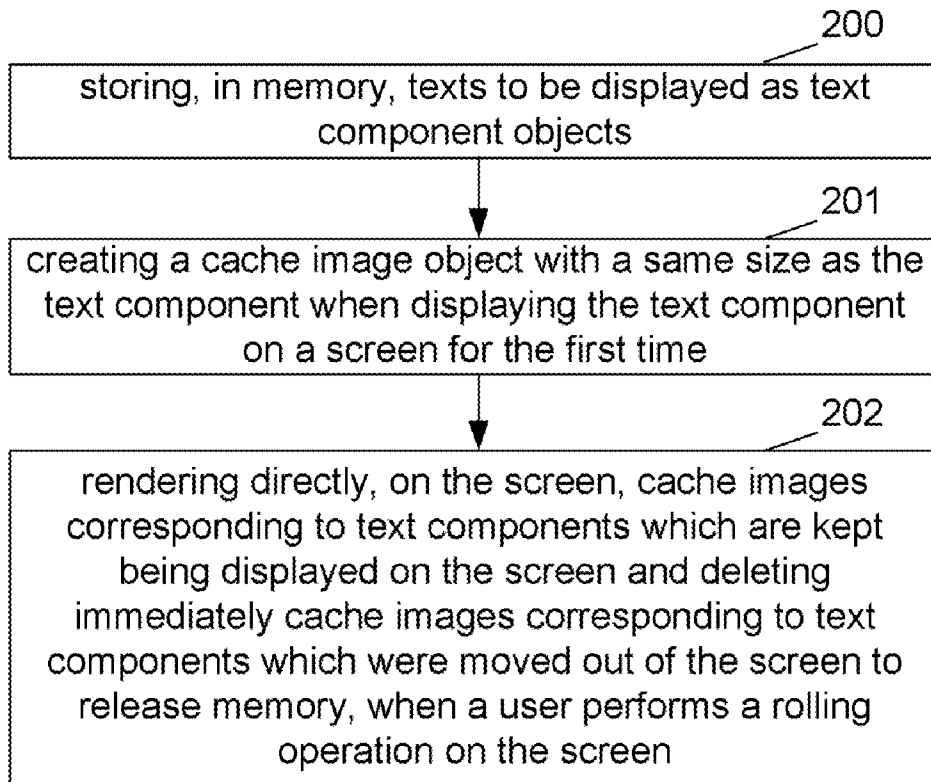 200
storing, in memory, texts to be displayed as text
component objects
201
creating a cache image object with a same size as the
text component when displaying the text component
on a screen for the first time
202
rendering directly, on the screen, cache images
corresponding to text components which are kept
being displayed on the screen and deleting
immediately cache images corresponding to text
components which were moved out of the screen to
release memory, when a user performs a rolling
operation on the screen